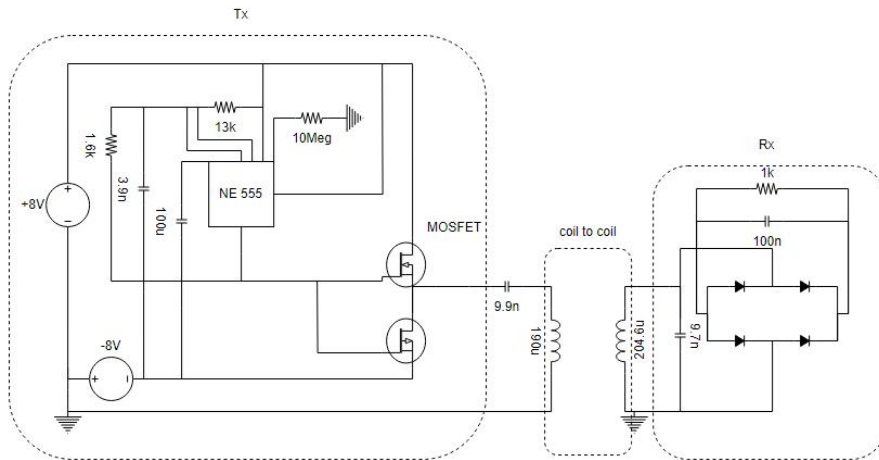 Tx
13k
10Meg
1.6k
3.9n
100u
NE 555
+8V
-8V
MOSFET
9.9n
coil to coil
190u
204.6u
Rx
1k
100n
9.7n